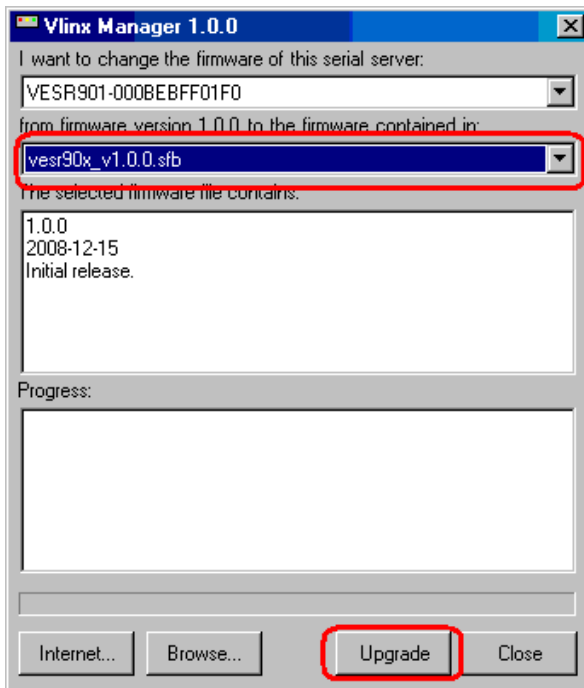 Vlinx Manager 1.0.0
I want to change the firmware of this serial server:
VESR901-000BEBFF01F0
from firmware version 1.0.0 to the firmware contained in:
vesr90x_v1.0.0.sfb
The selected firmware file contains:
1.0.0
2008-12-15
Initial release.
Progress:
Internet... Browse... Upgrade Close